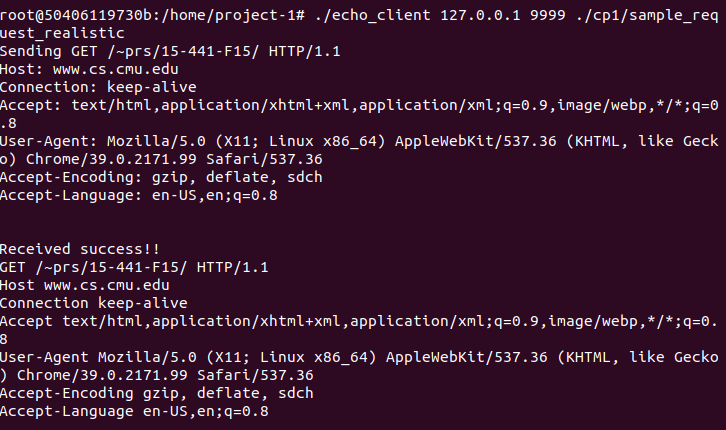 root@50406119730b:/home/project-1# ./echo_client 127.0.0.1 9999 ./cp1/sample_req
uest_realistic
Sending GET /~prs/15-441-F15/ HTTP/1.1
Host: www.cs.cmu.edu
Connection: keep-alive
Accept: text/html,application/xhtml+xml,application/xml;q=0.9,image/webp,*/*;q=0
.8
User-Agent: Mozilla/5.0 (X11; Linux x86_64) AppleWebKit/537.36 (KHTML, like Geck
o) Chrome/39.0.2171.99 Safari/537.36
Accept-Encoding: gzip, deflate, sdch
Accept-Language: en-US,en;q=0.8
Received success!!
GET /~prs/15-441-F15/ HTTP/1.1
Host www.cs.cmu.edu
Connection keep-alive
Accept text/html,application/xhtml+xml,application/xml;q=0.9,image/webp,*/*;q=0.
8
User-Agent Mozilla/5.0 (X11; Linux x86_64) AppleWebKit/537.36 (KHTML, like Gecko
) Chrome/39.0.2171.99 Safari/537.36
Accept-Encoding gzip, deflate, sdch
Accept-Language en-US,en;q=0.8